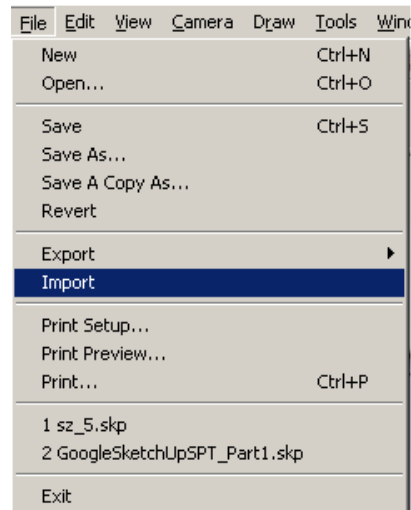 File Edit View Camera Draw Tools Wind
New Ctrl+N
Open... Ctrl+O
Save Ctrl+S
Save As...
Save A Copy As...
Revert
Export
Import
Print Setup...
Print Preview...
Print... Ctrl+P
1 sz_5.skp
2 GoogleSketchUpSPT_Part1.skp
Exit